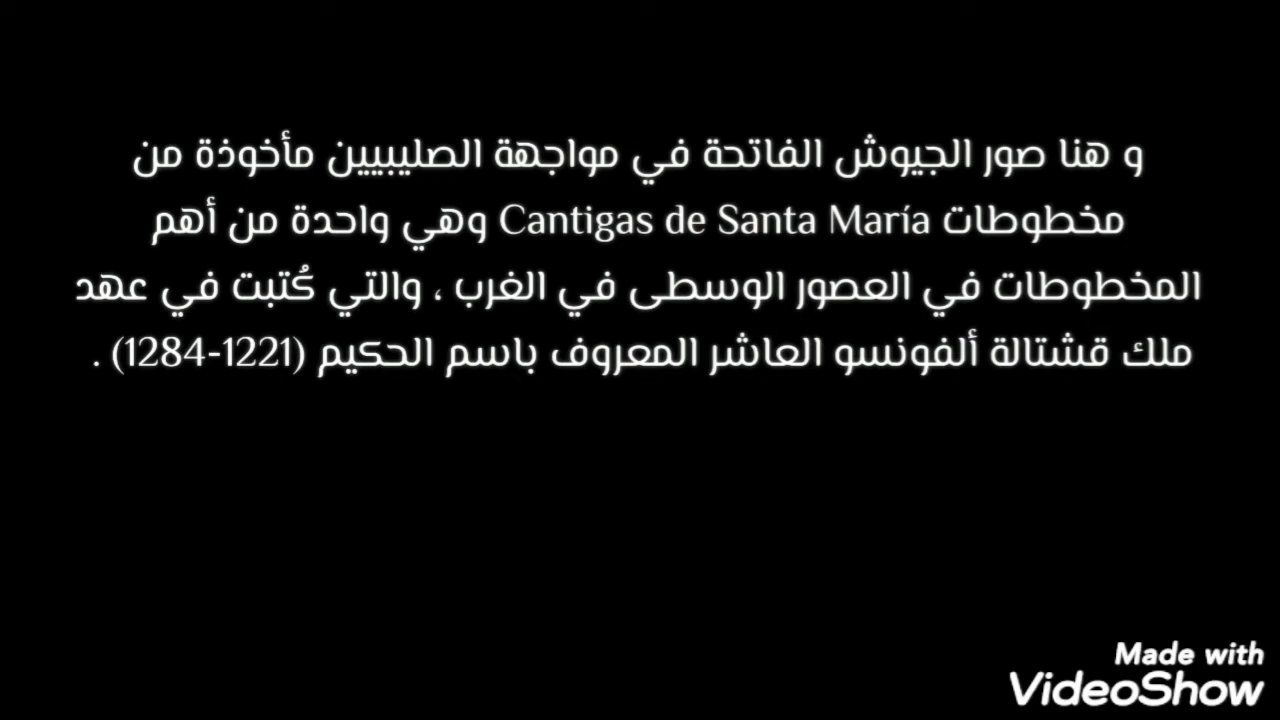 و هنا صور الجيوش الفاتحة في مواجهة الصليبيين مأخوذة من
مخطوطات Cantigas de Santa María وهي واحدة من أهم
المخطوطات في العصور الوسطى في الغرب ، والتي كُتبت في عهد
ملك قشتالة ألفونسو العاشر المعروف باسم الحكيم (1221-1284) .
Made with
VideoShow